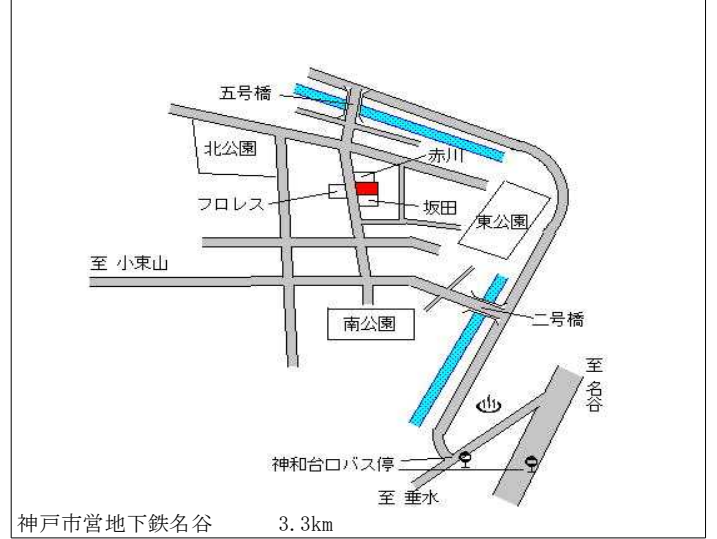 五号橋
北公園
赤川
フロレス
坂田
東公園
至 小束山
南公園
二号橋
至 名谷
神和台口バス停
至 垂水
神戸市営地下鉄名谷 3.3km